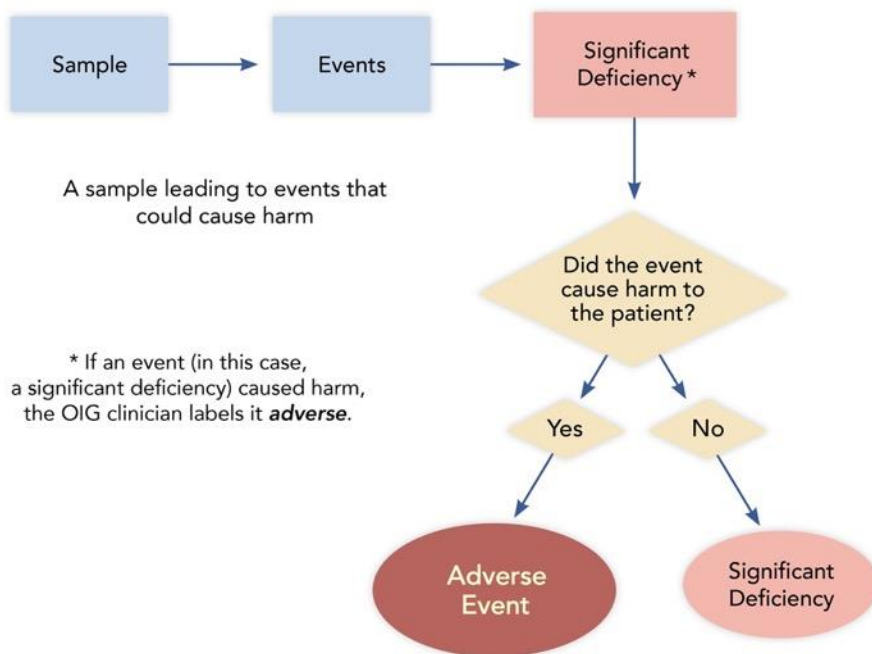 Sample
Events
Significant
Deficiency *
A sample leading to events that
could cause harm
Did the event
cause harm to
the patient?
* If an event (in this case,
a significant deficiency) caused harm,
the OIG clinician labels it adverse.
Yes
No
Adverse
Event
Significant
Deficiency